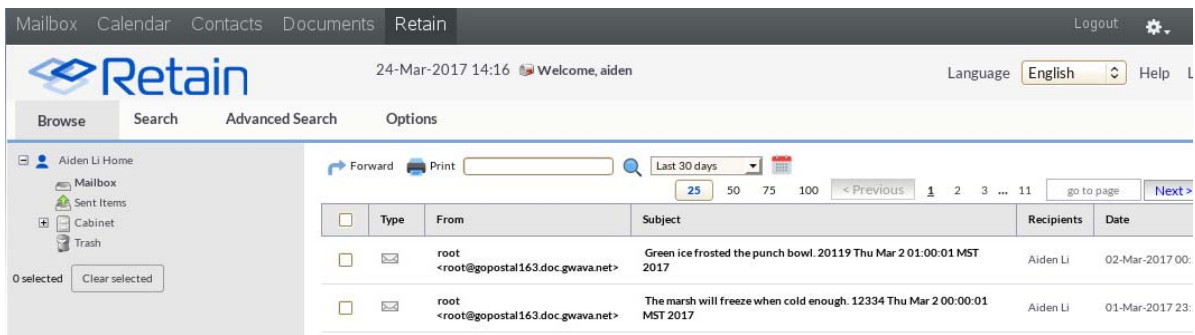 Mailbox Calendar Contacts Documents Retain Logout
Retain 24-Mar-2017 14:16 Welcome, aiden Language English Help
Browse Search Advanced Search Options
Aiden Li Home
Mailbox
Sent Items
Cabinet
Trash
0 selected Clear selected
Forward Print Last 30 days
25 50 75 100 < Previous 1 2 3 ... 11 go to page Next >
Type From Subject Recipients Date
root <root@gopostal163.doc.gwava.net>
Green ice frosted the punch bowl. 20119 Thu Mar 2 01:00:01 MST 2017
Aiden Li 02-Mar-2017 00:
root <root@gopostal163.doc.gwava.net>
The marsh will freeze when cold enough. 12334 Thu Mar 2 00:00:01 MST 2017
Aiden Li 01-Mar-2017 23: